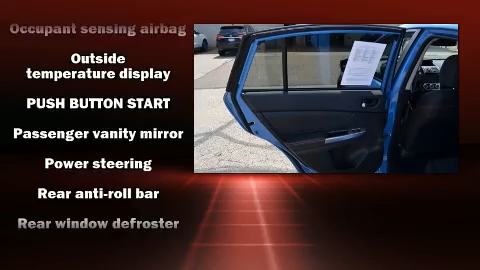 Occupant sensing airbag
Outside
temperature display
PUSH BUTTON START
Passenger vanity mirror
Power steering
Rear anti-roll bar
Rear window defroster